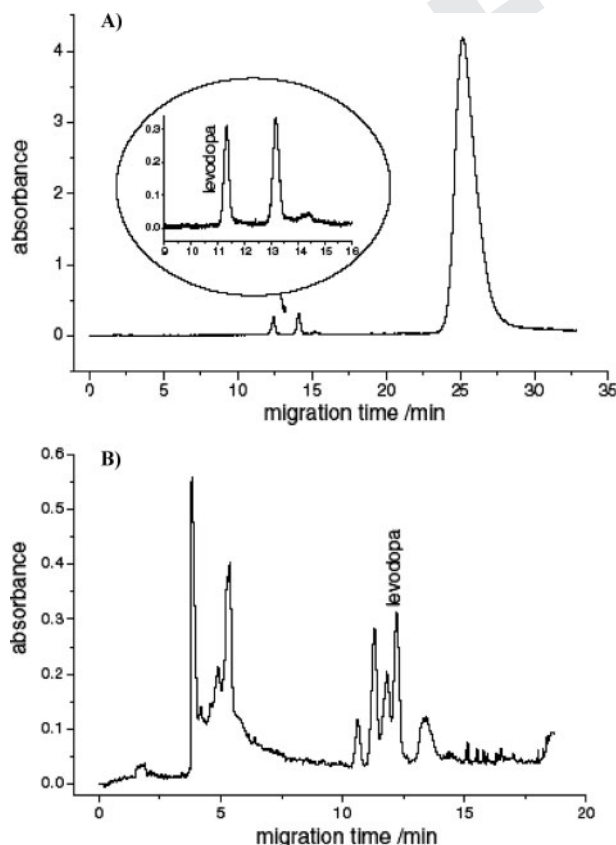 A)
absorbance
4
3
2
1
0
levodopa
0.3
0.2
0.1
0.0
9 10 11 12 13 14 15 16
0 5 10 15 20 25 30 35
migration time /min
B)
absorbance
0.6
0.5
0.4
0.3
0.2
0.1
0.0
levodopa
0 5 10 15 20
migration time /min